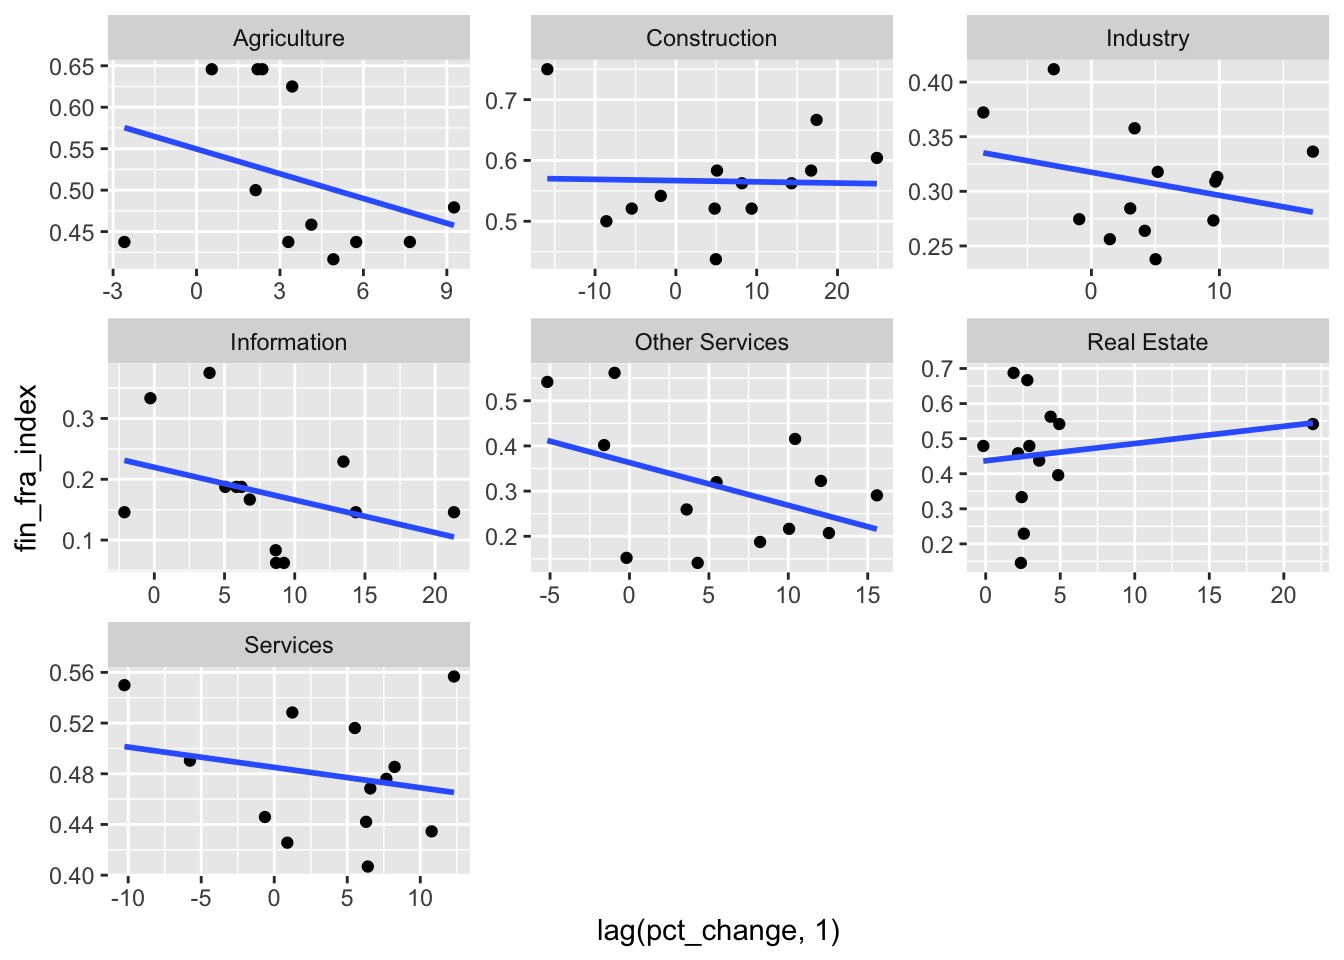 Agriculture
Construction
Industry
0.65
0.60
0.55
0.50
0.45
0.7
0.6
0.5
0.40
0.35
0.30
0.25
-3 0 3 6 9
-10 0 10 20
0 10
Information
Other Services
Real Estate
fin_fra_index
0.3
0.2
0.1
0.5
0.4
0.3
0.2
0.7
0.6
0.5
0.4
0.3
0.2
0 5 10 15 20
-5 0 5 10 15
0 5 10 15 20
Services
0.56
0.52
0.48
0.44
0.40
-10 -5 0 5 10
lag(pct_change, 1)